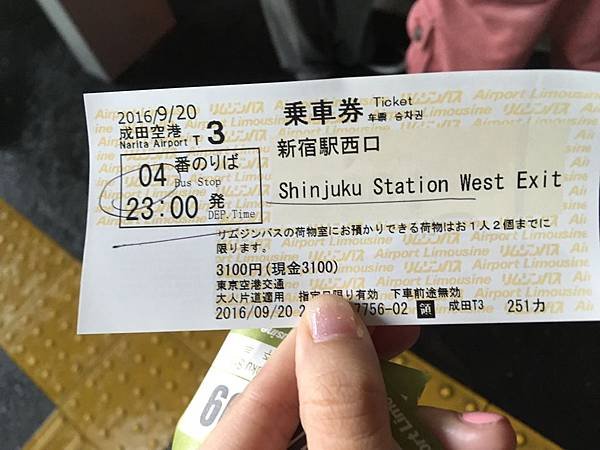 2016/9/20
成田空港
Narita Airport T 3
乗車券 Ticket
车票 승차권
04 番のりば
Bus Stop
23:00 発
DEP.Time
新宿駅西口
Shinjuku Station West Exit
リムジンバスの荷物室にお預かりできる荷物はお1人2個までに
限ります。
3100円(現金3100)
東京空港交通
大人片道適用 指定日限り有効 下車前途無効
2016/09/20 2 7756-02 領 成田T3 251カ
Airport Limousine
リムジンバス